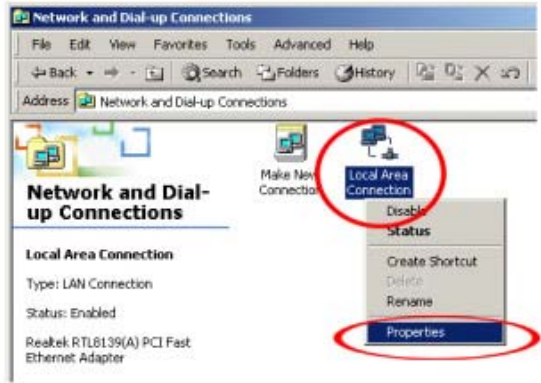 Network and Dial-up Connections
File Edit View Favorites Tools Advanced Help
Back Search Folders History
Address Network and Dial-up Connections
Make New Connection
Local Area Connection
Network and Dial-up Connections
Local Area Connection
Type: LAN Connection
Status: Enabled
Realtek RTL8139(A) PCI Fast Ethernet Adapter
Disable
Status
Create Shortcut
Delete
Rename
Properties